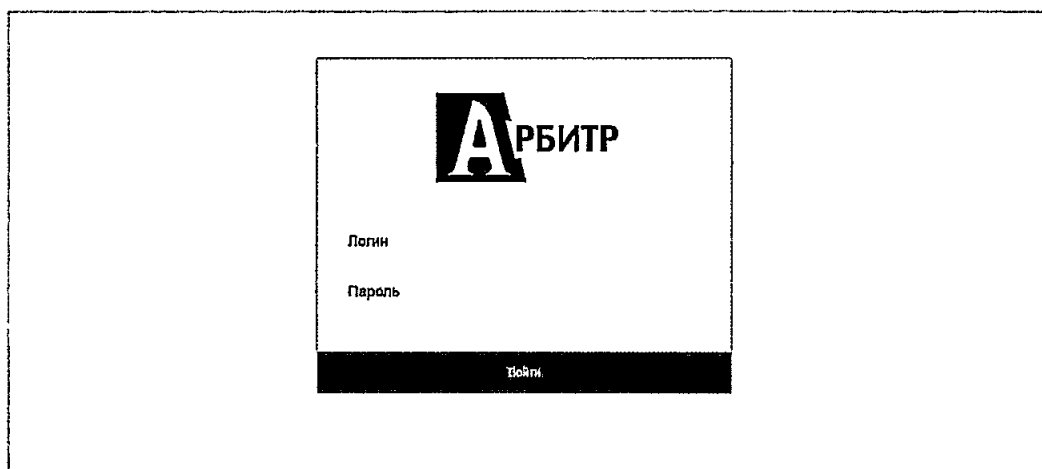 АРБИТР
Логин
Пароль
Войти